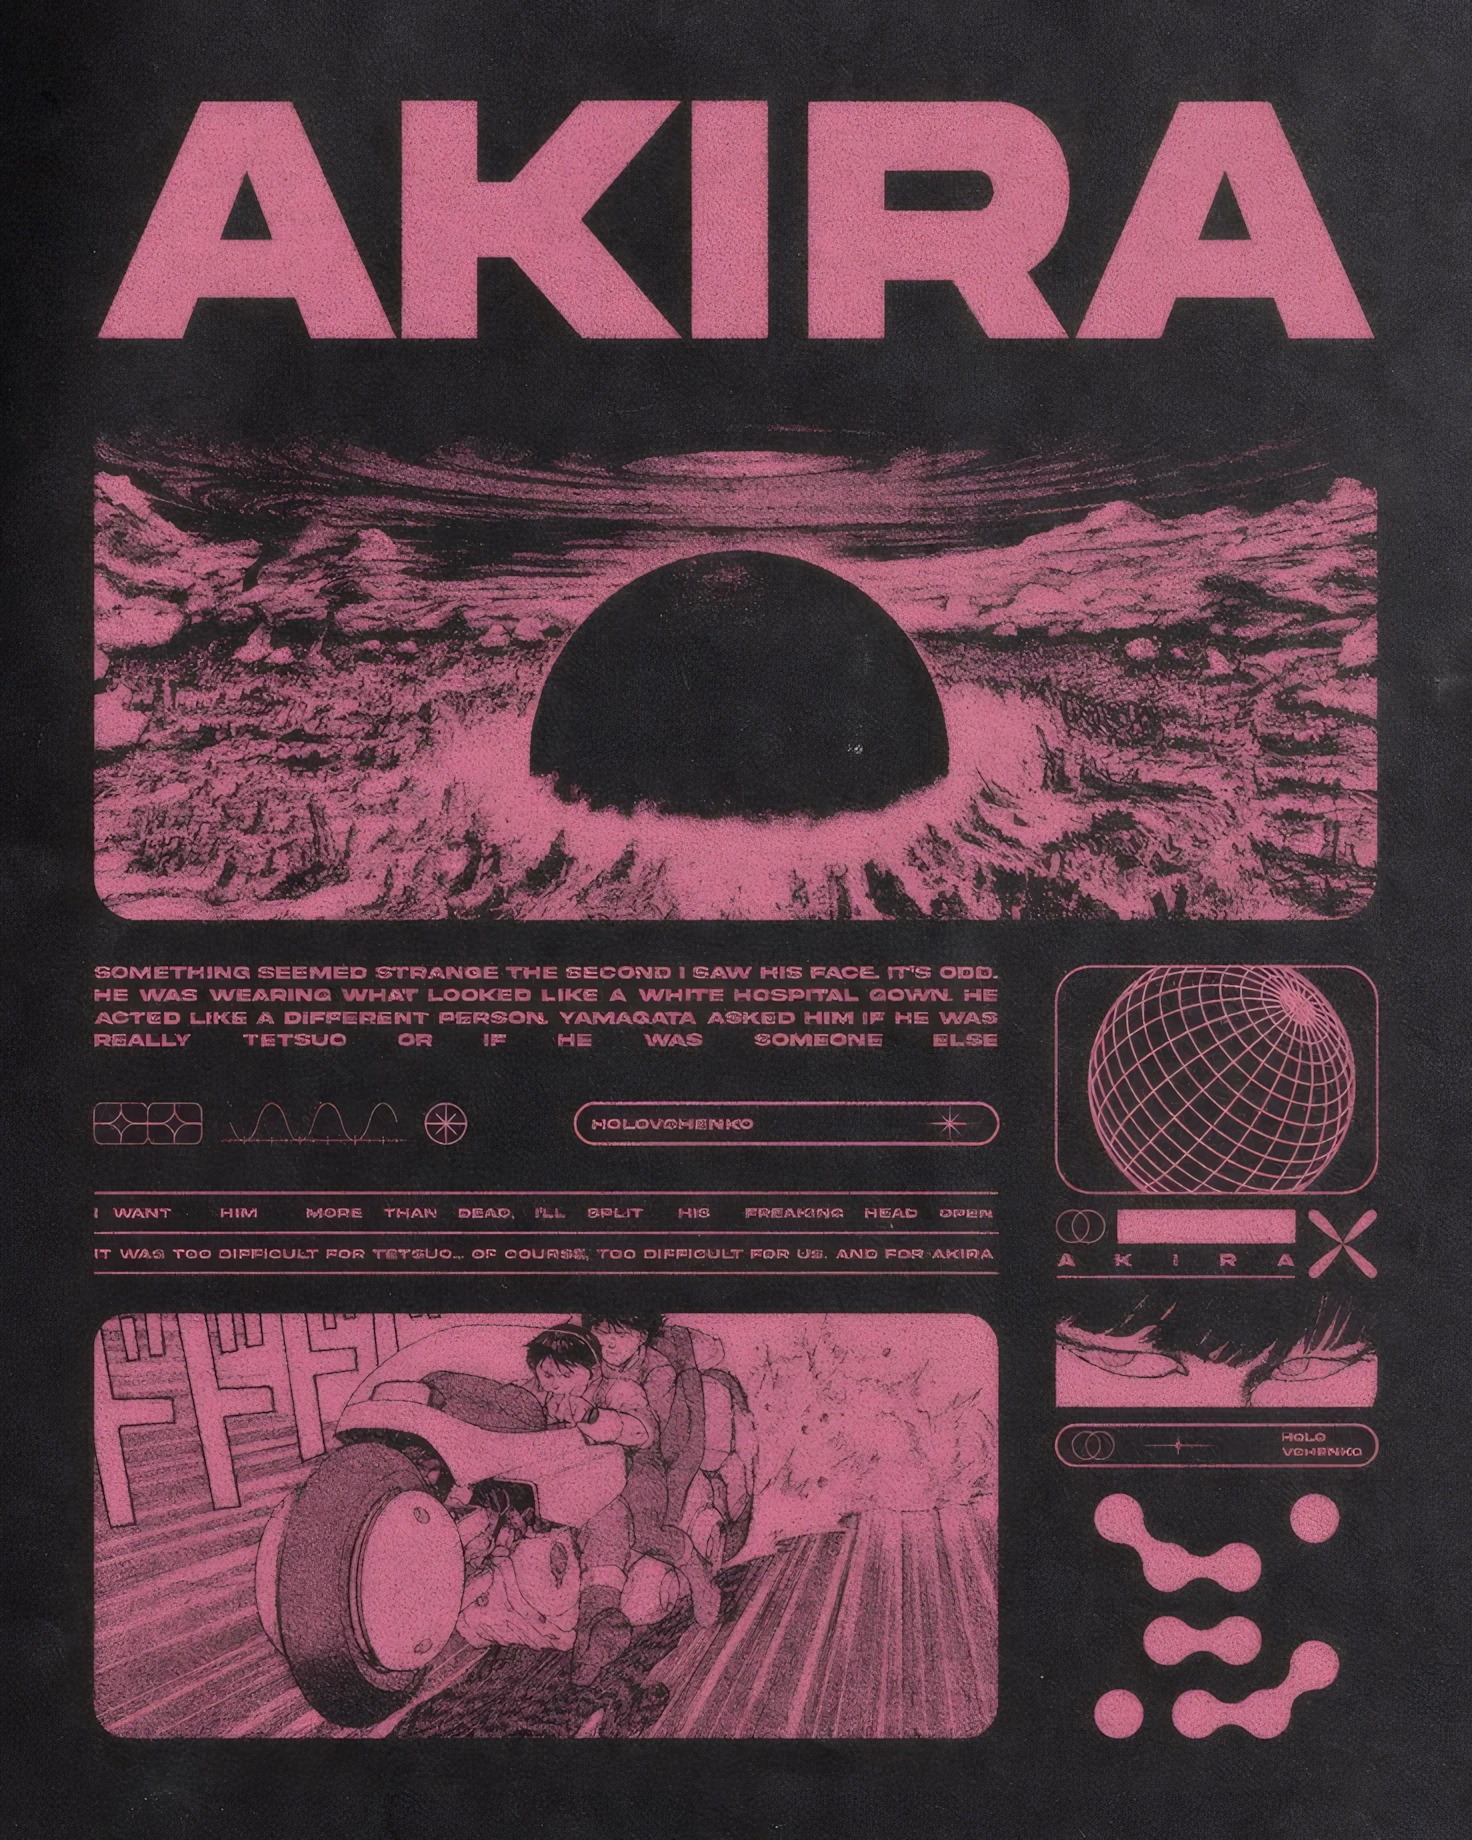 AKIRA
SOMETHING SEEMED STRANGE THE SECOND I SAW HIS FACE. IT'S ODD.
HE WAS WEARING WHAT LOOKED LIKE A WHITE HOSPITAL GOWN. HE
ACTED LIKE A DIFFERENT PERSON. YAMAGATA ASKED HIM IF HE WAS
REALLY TETSUO OR IF HE WAS SOMEONE ELSE
HOLOVCHENKO
I WANT HIM MORE THAN DEAD, I'LL SPLIT HIS FREAKING HEAD OPEN
IT WAS TOO DIFFICULT FOR TETSUO... OF COURSE, TOO DIFFICULT FOR US. AND FOR AKIRA
A K I R A
HOLO
VCHENKO